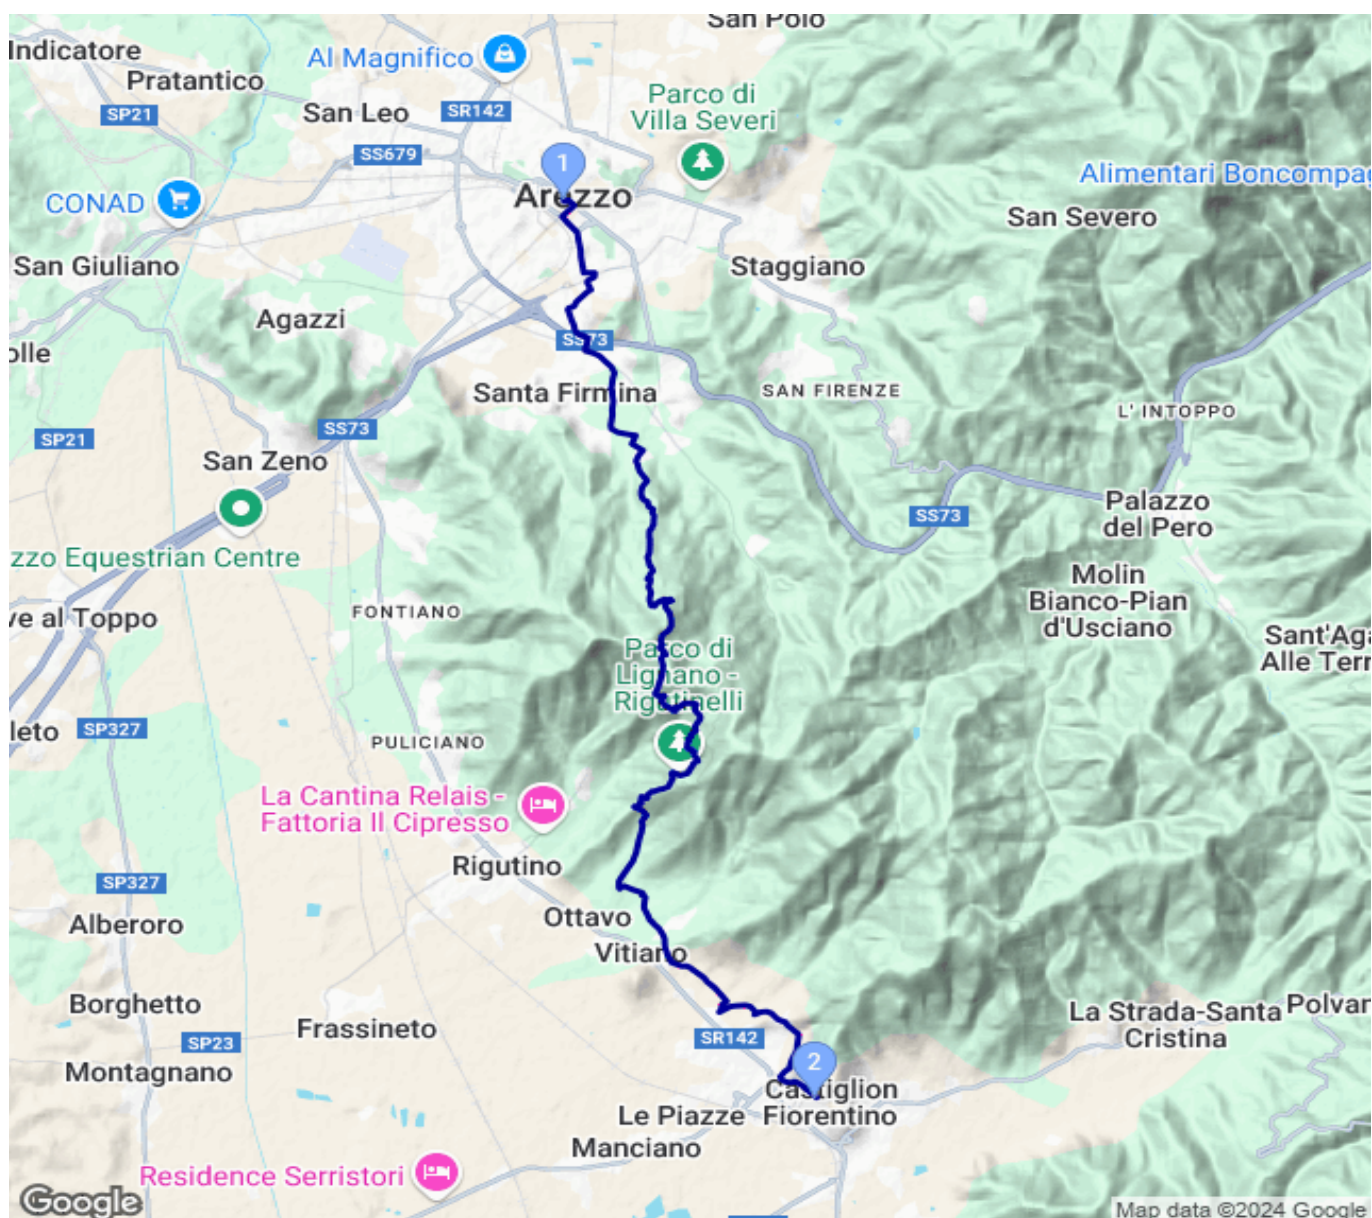 San Polo
Indicatore
Al Magnifico
Pratantico
Parco di
Villa Severi
San Leo
SR142
SP21
SS679
1
Alimentari Boncompag
Arezzo
CONAD
San Severo
San Giuliano
Staggiano
Agazzi
SS73
olle
SAN FIRENZE
Santa Firmina
L' INTOPPO
SS73
SP21
San Zeno
Palazzo
del Pero
SS73
zzo Equestrian Centre
Molin
Bianco-Pian
d'Usciano
FONTIANO
ve al Toppo
Sant'Aga
Alle Terr
Parco di
Lignano -
Rigutinelli
SP327
leto
PULICIANO
La Cantina Relais -
Fattoria Il Cipresso
Rigutino
SP327
Ottavo
Alberoro
Vitiano
Borghetto
La Strada-Santa
Cristina
Polvan
Frassineto
SR142
SP23
Montagnano
2
Castiglion
Fiorentino
Le Piazze
Manciano
Residence Serristori
Google
Map data ©2024 Google